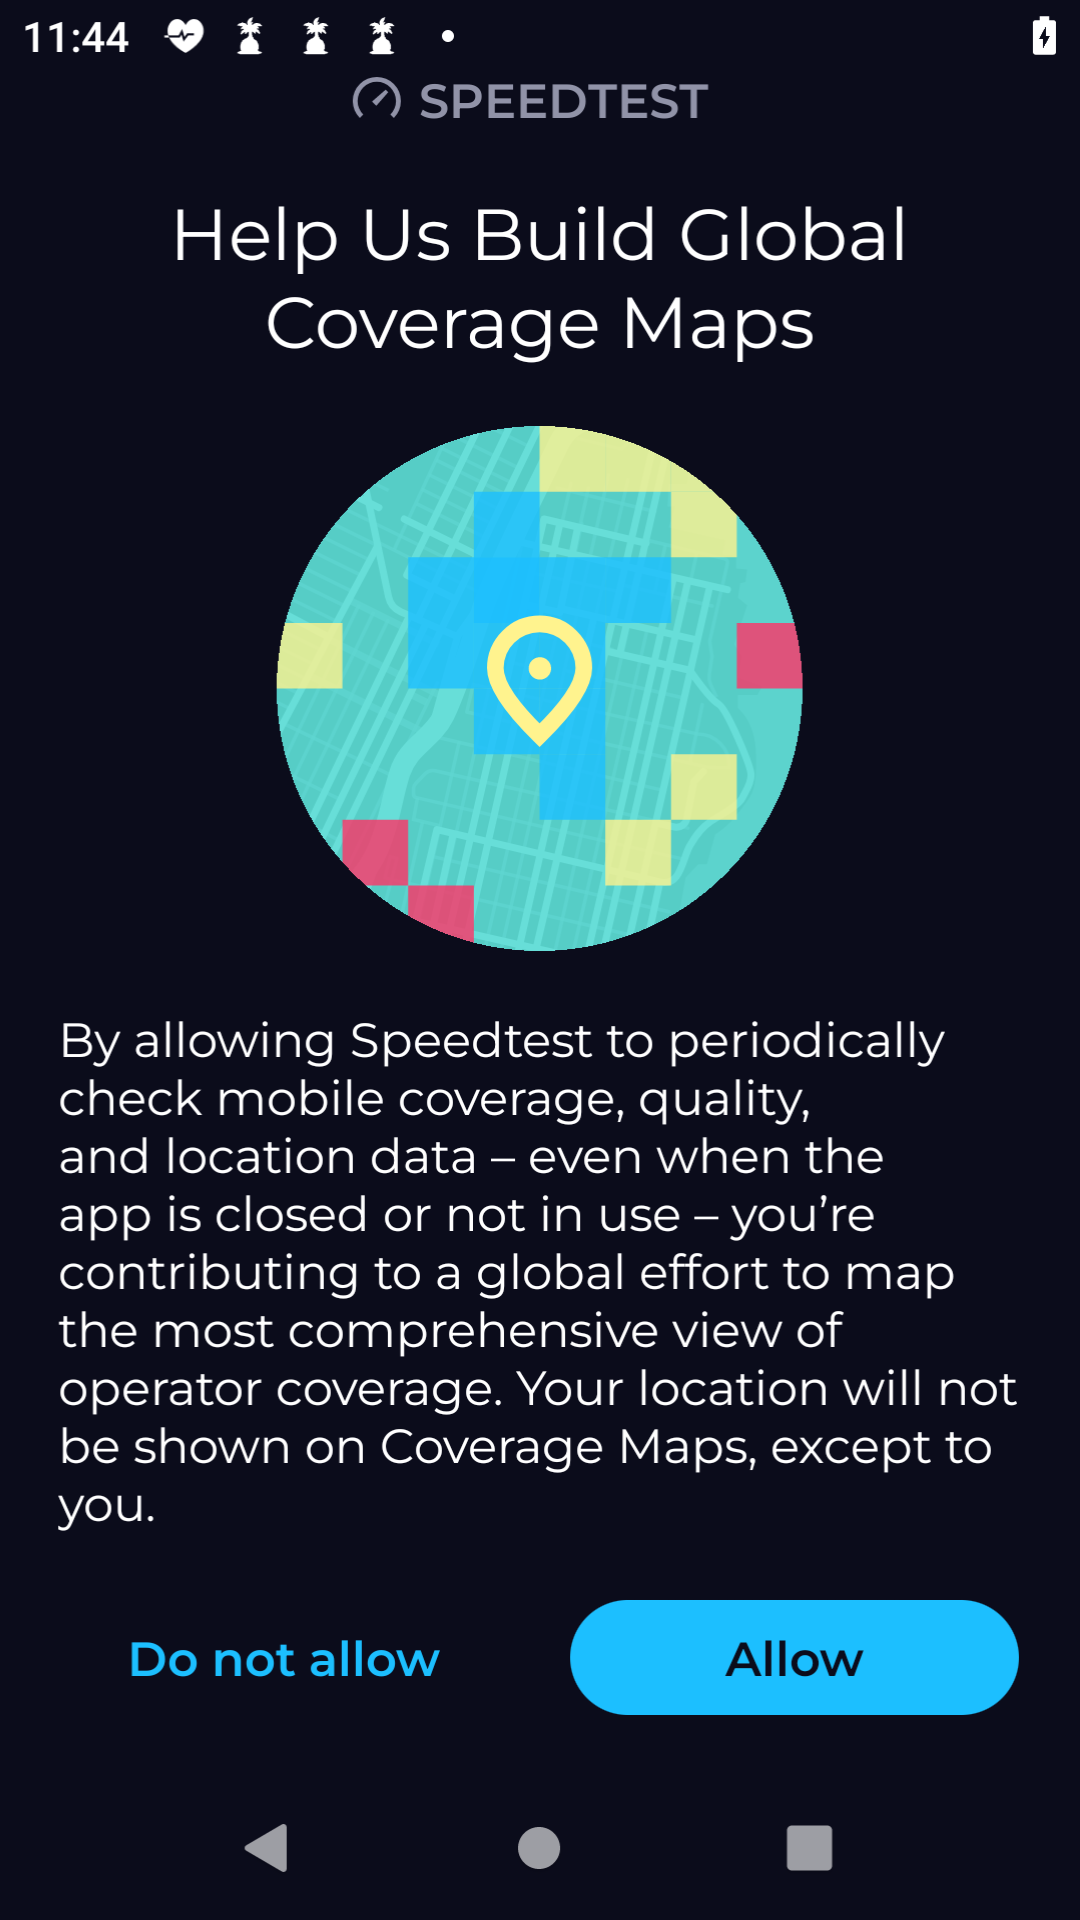 11:44
SPEEDTEST
Help Us Build Global
Coverage Maps
By allowing Speedtest to periodically
check mobile coverage, quality,
and location data – even when the
app is closed or not in use – you’re
contributing to a global effort to map
the most comprehensive view of
operator coverage. Your location will not
be shown on Coverage Maps, except to
you.
Do not allow
Allow